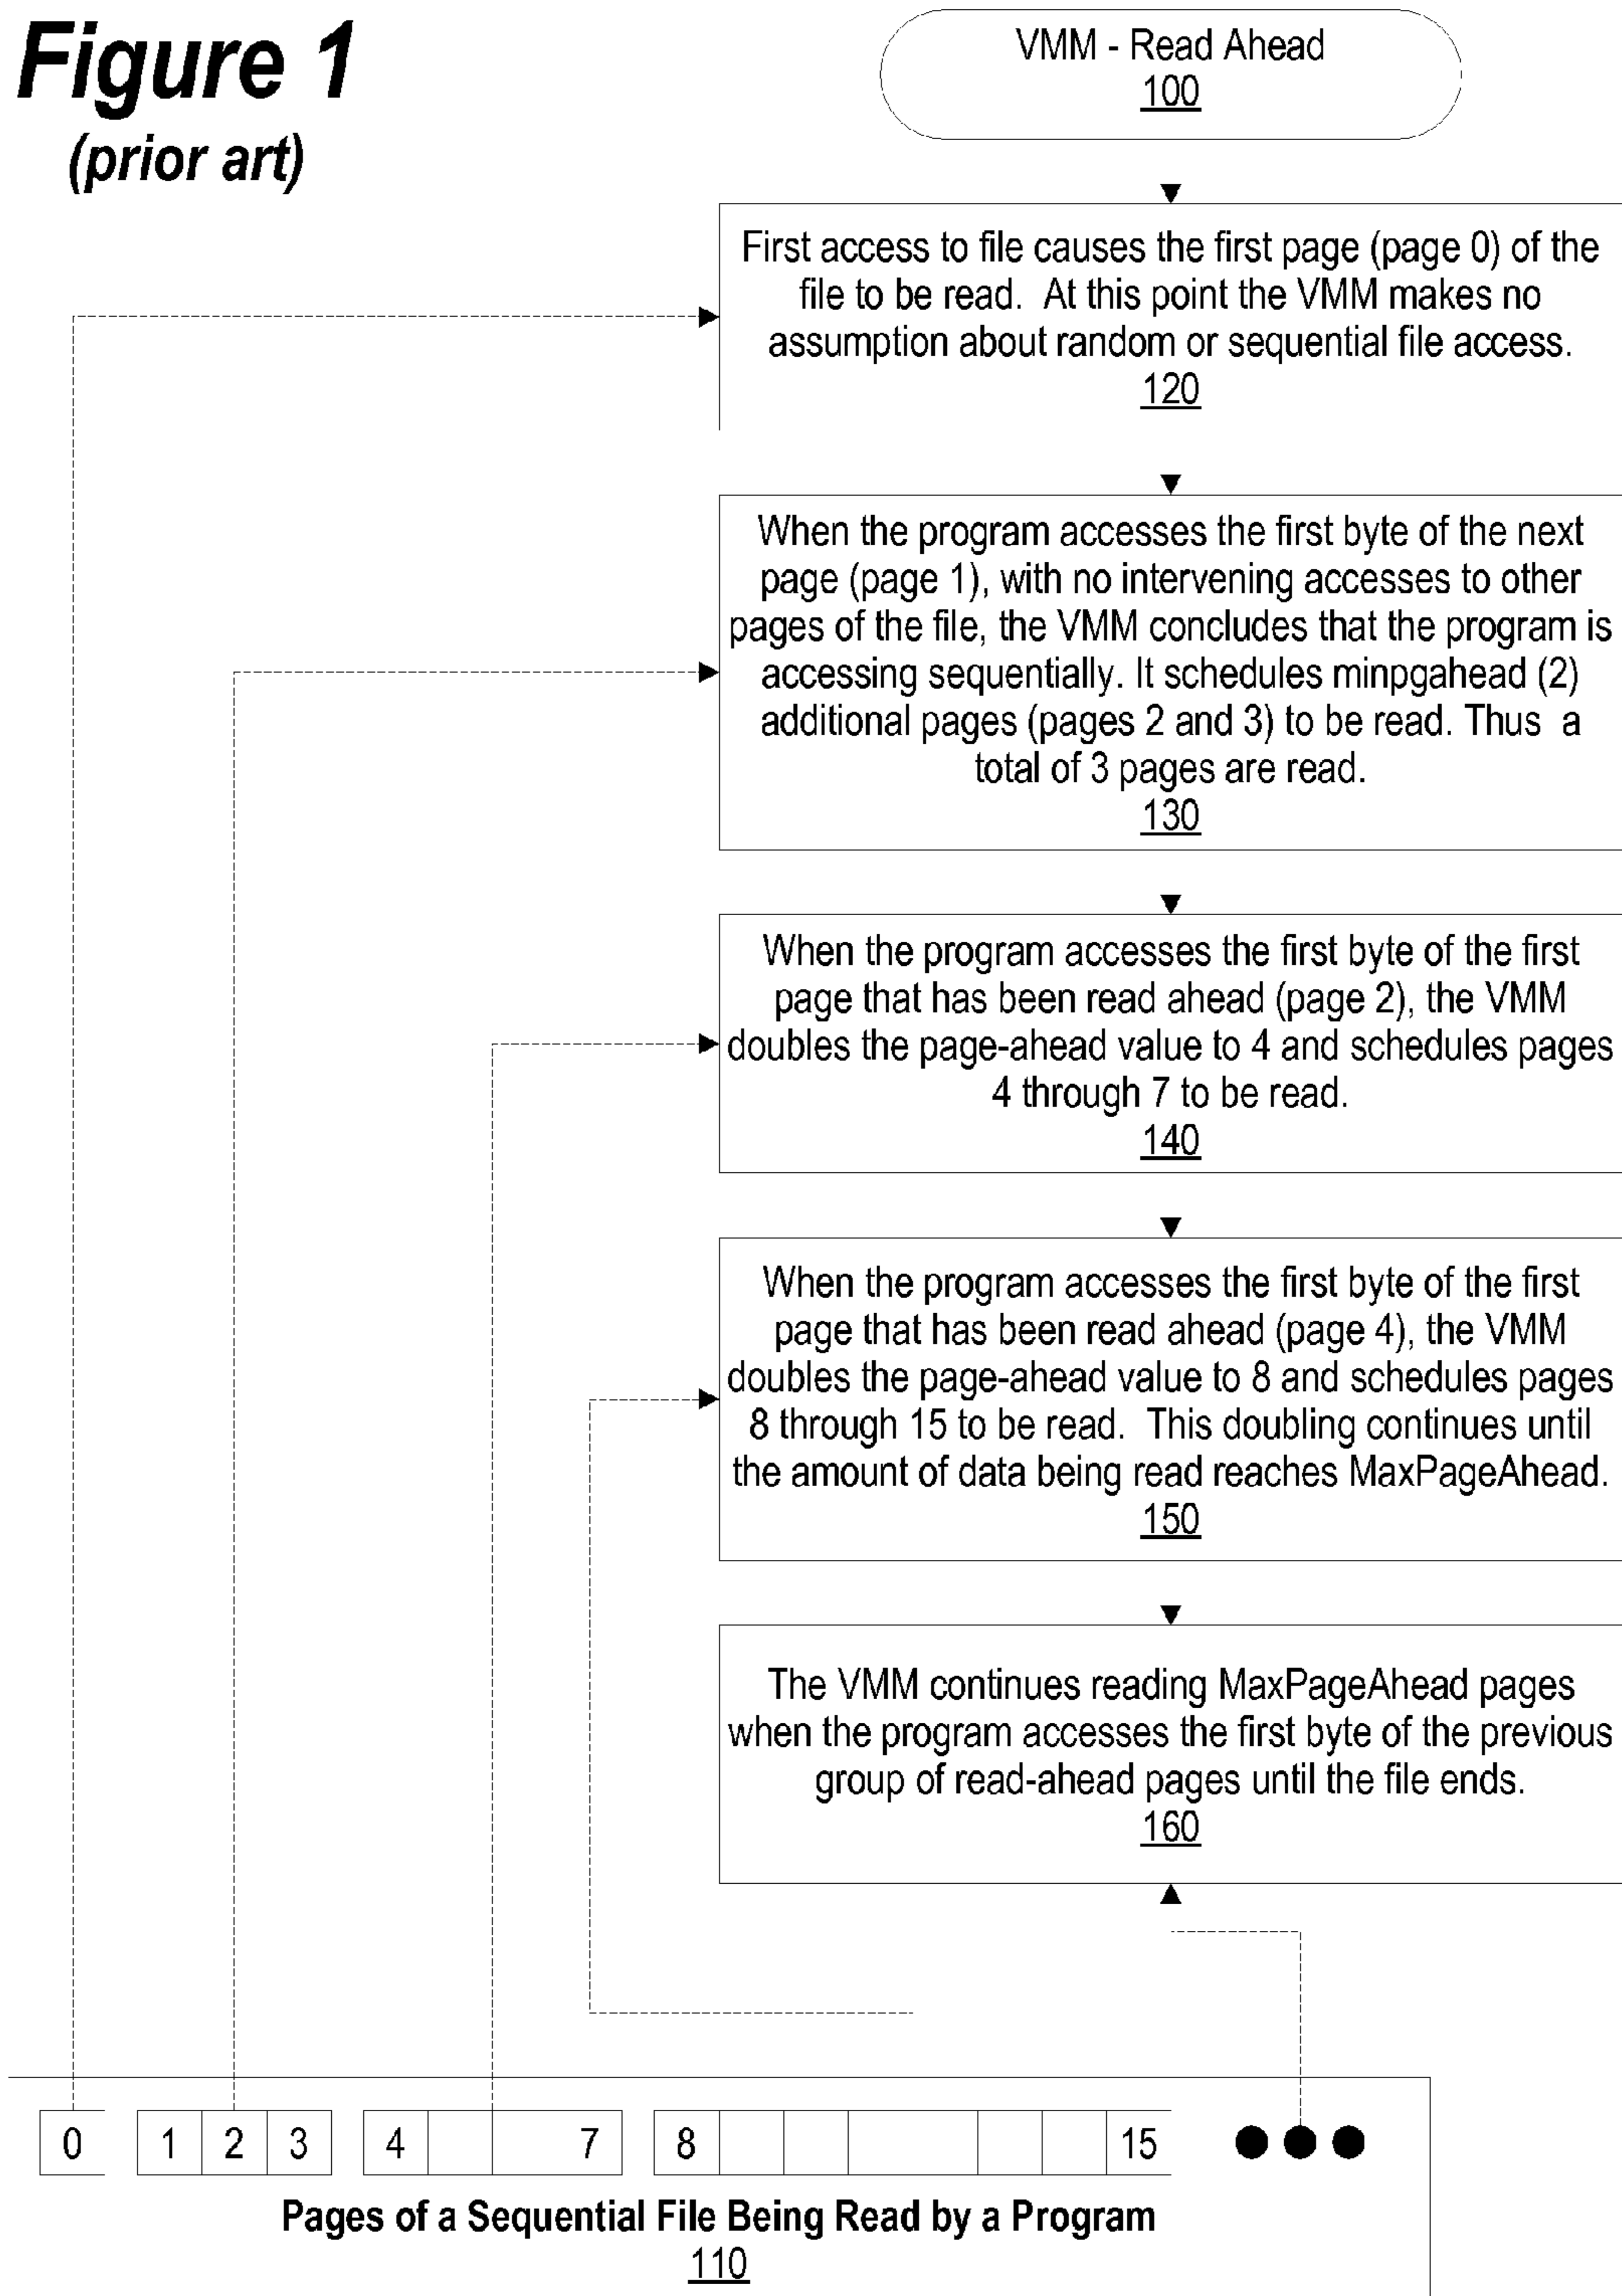 Figure 1
(prior art)
VMM - Read Ahead
100
First access to file causes the first page (page 0) of the
file to be read.  At this point the VMM makes no
assumption about random or sequential file access.
120
When the program accesses the first byte of the next
page (page 1), with no intervening accesses to other
pages of the file, the VMM concludes that the program is
accessing sequentially. It schedules minpgahead (2)
additional pages (pages 2 and 3) to be read. Thus  a
total of 3 pages are read.
130
When the program accesses the first byte of the first
page that has been read ahead (page 2), the VMM
doubles the page-ahead value to 4 and schedules pages
4 through 7 to be read.
140
When the program accesses the first byte of the first
page that has been read ahead (page 4), the VMM
doubles the page-ahead value to 8 and schedules pages
8 through 15 to be read.  This doubling continues until
the amount of data being read reaches MaxPageAhead.
150
The VMM continues reading MaxPageAhead pages
when the program accesses the first byte of the previous
group of read-ahead pages until the file ends.
160
0 1 2 3 4 7 8 15
Pages of a Sequential File Being Read by a Program
110